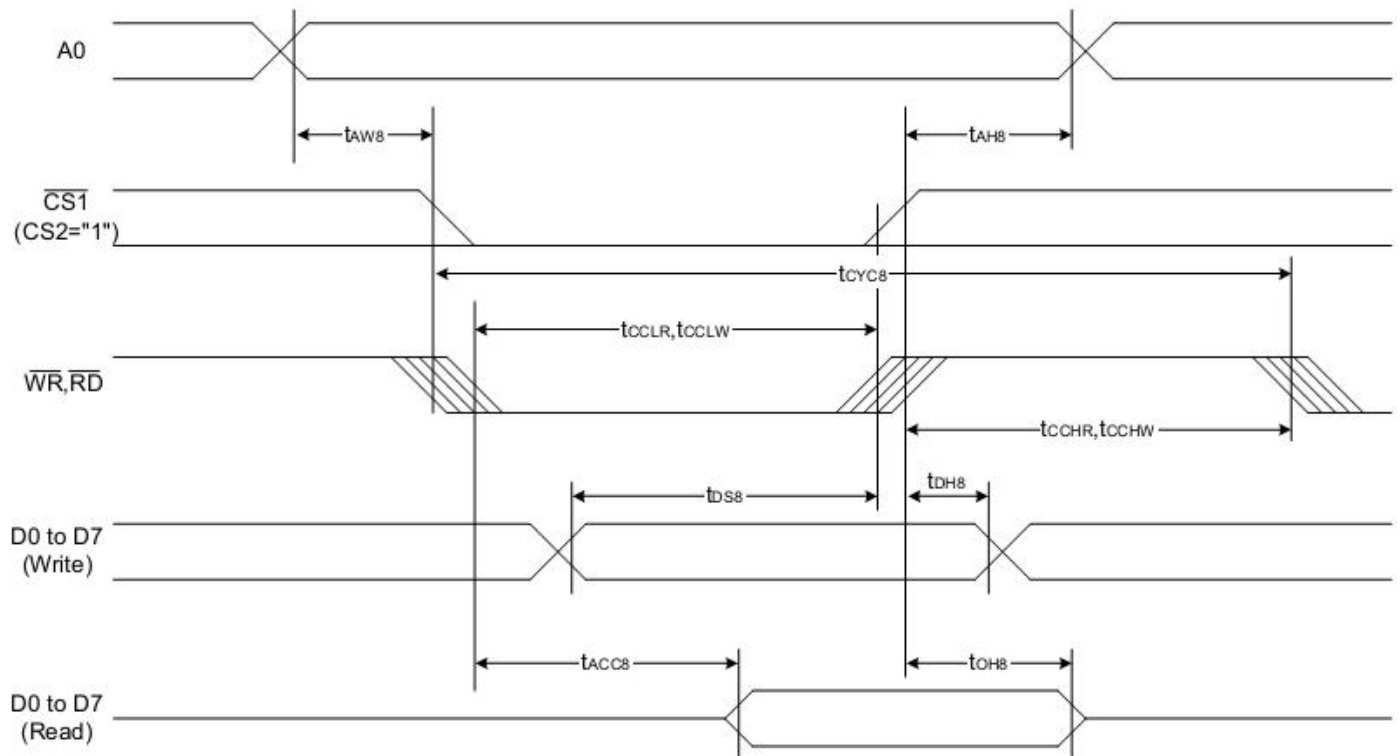 A0
tAW8
tAH8
CS1
(CS2="1")
tCYC8
tCCLR,tCCLW
WR,RD
tCCHR,tCCHW
tDS8
tDH8
D0 to D7
(Write)
tACC8
tOH8
D0 to D7
(Read)